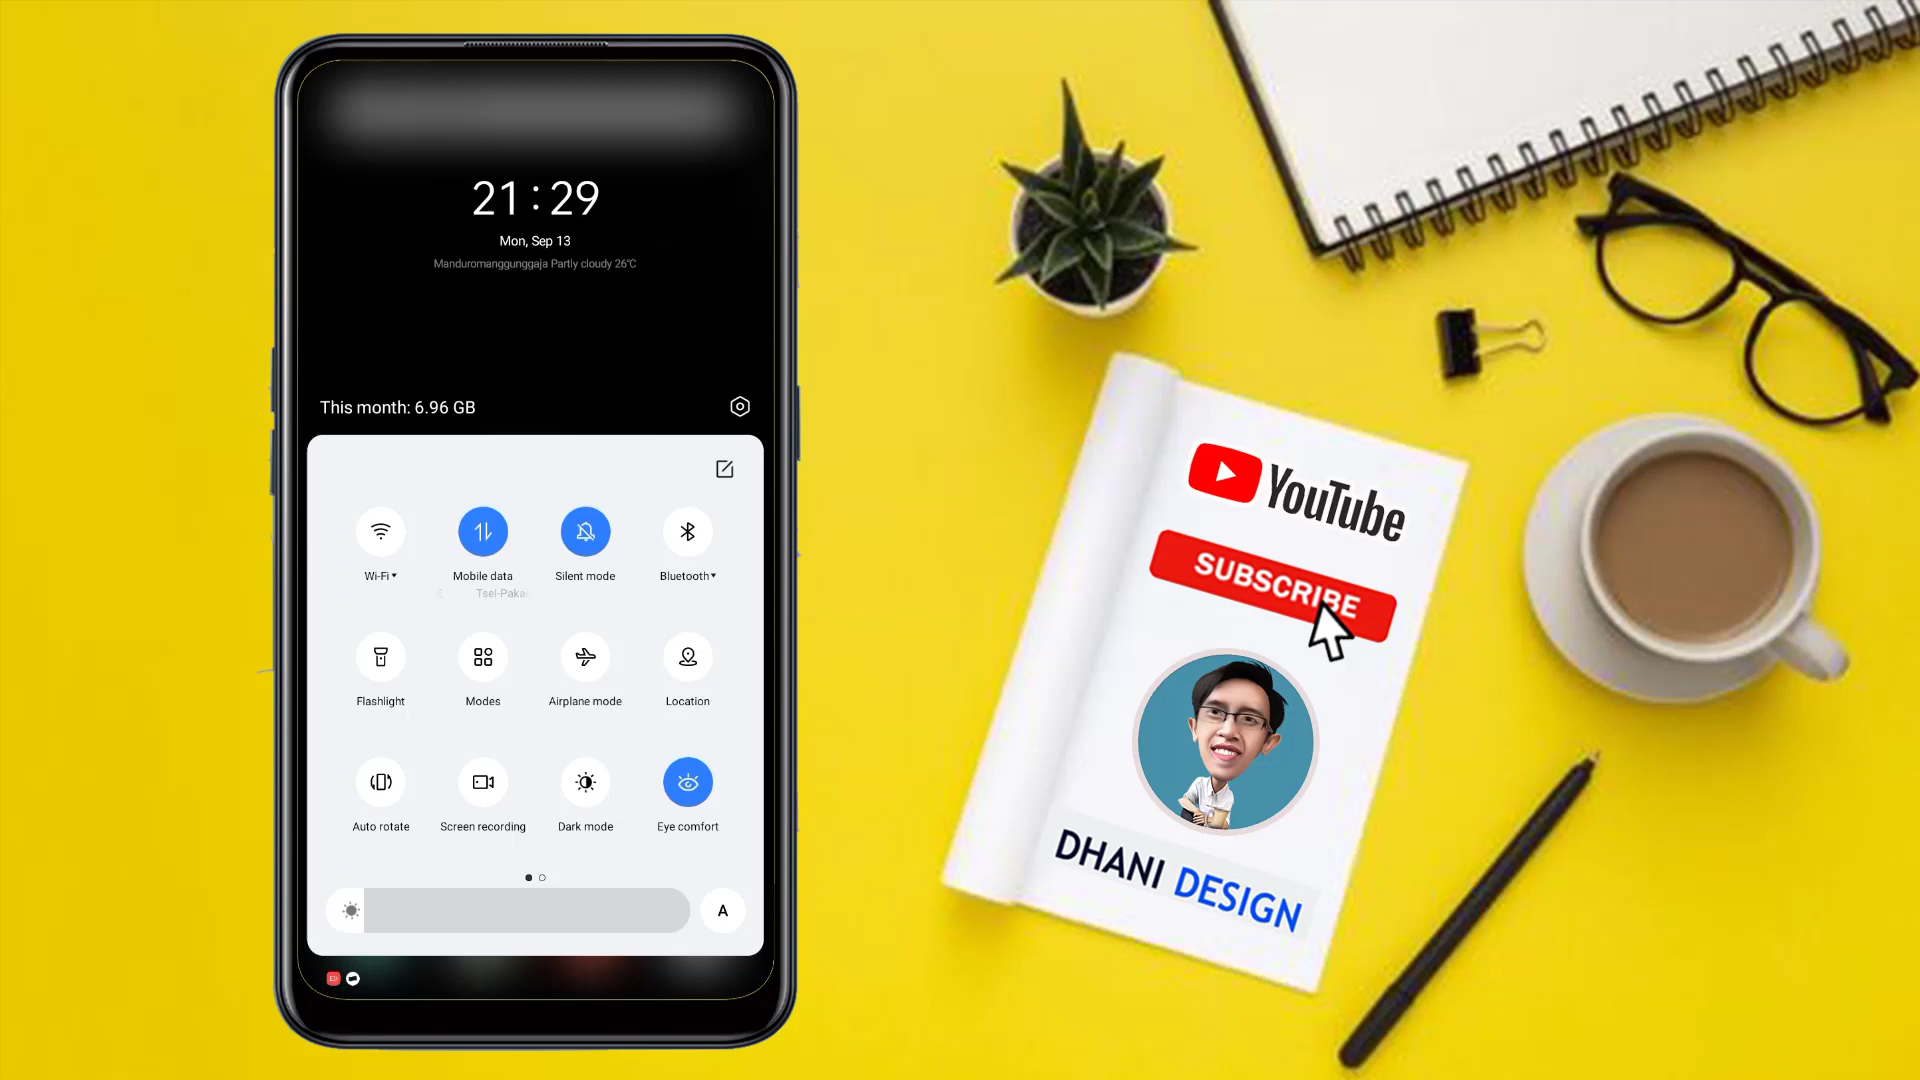 21:29
Mon, Sep 13
Manduromanggunggaja Partly cloudy 26°C
This month: 6.96 GB
Wi-Fi
Mobile data
Silent mode
Bluetooth
E Tsel-Pakai
Flashlight
Modes
Airplane mode
Location
Auto rotate
Screen recording
Dark mode
Eye comfort
A
YouTube
SUBSCRIBE
DHANI DESIGN